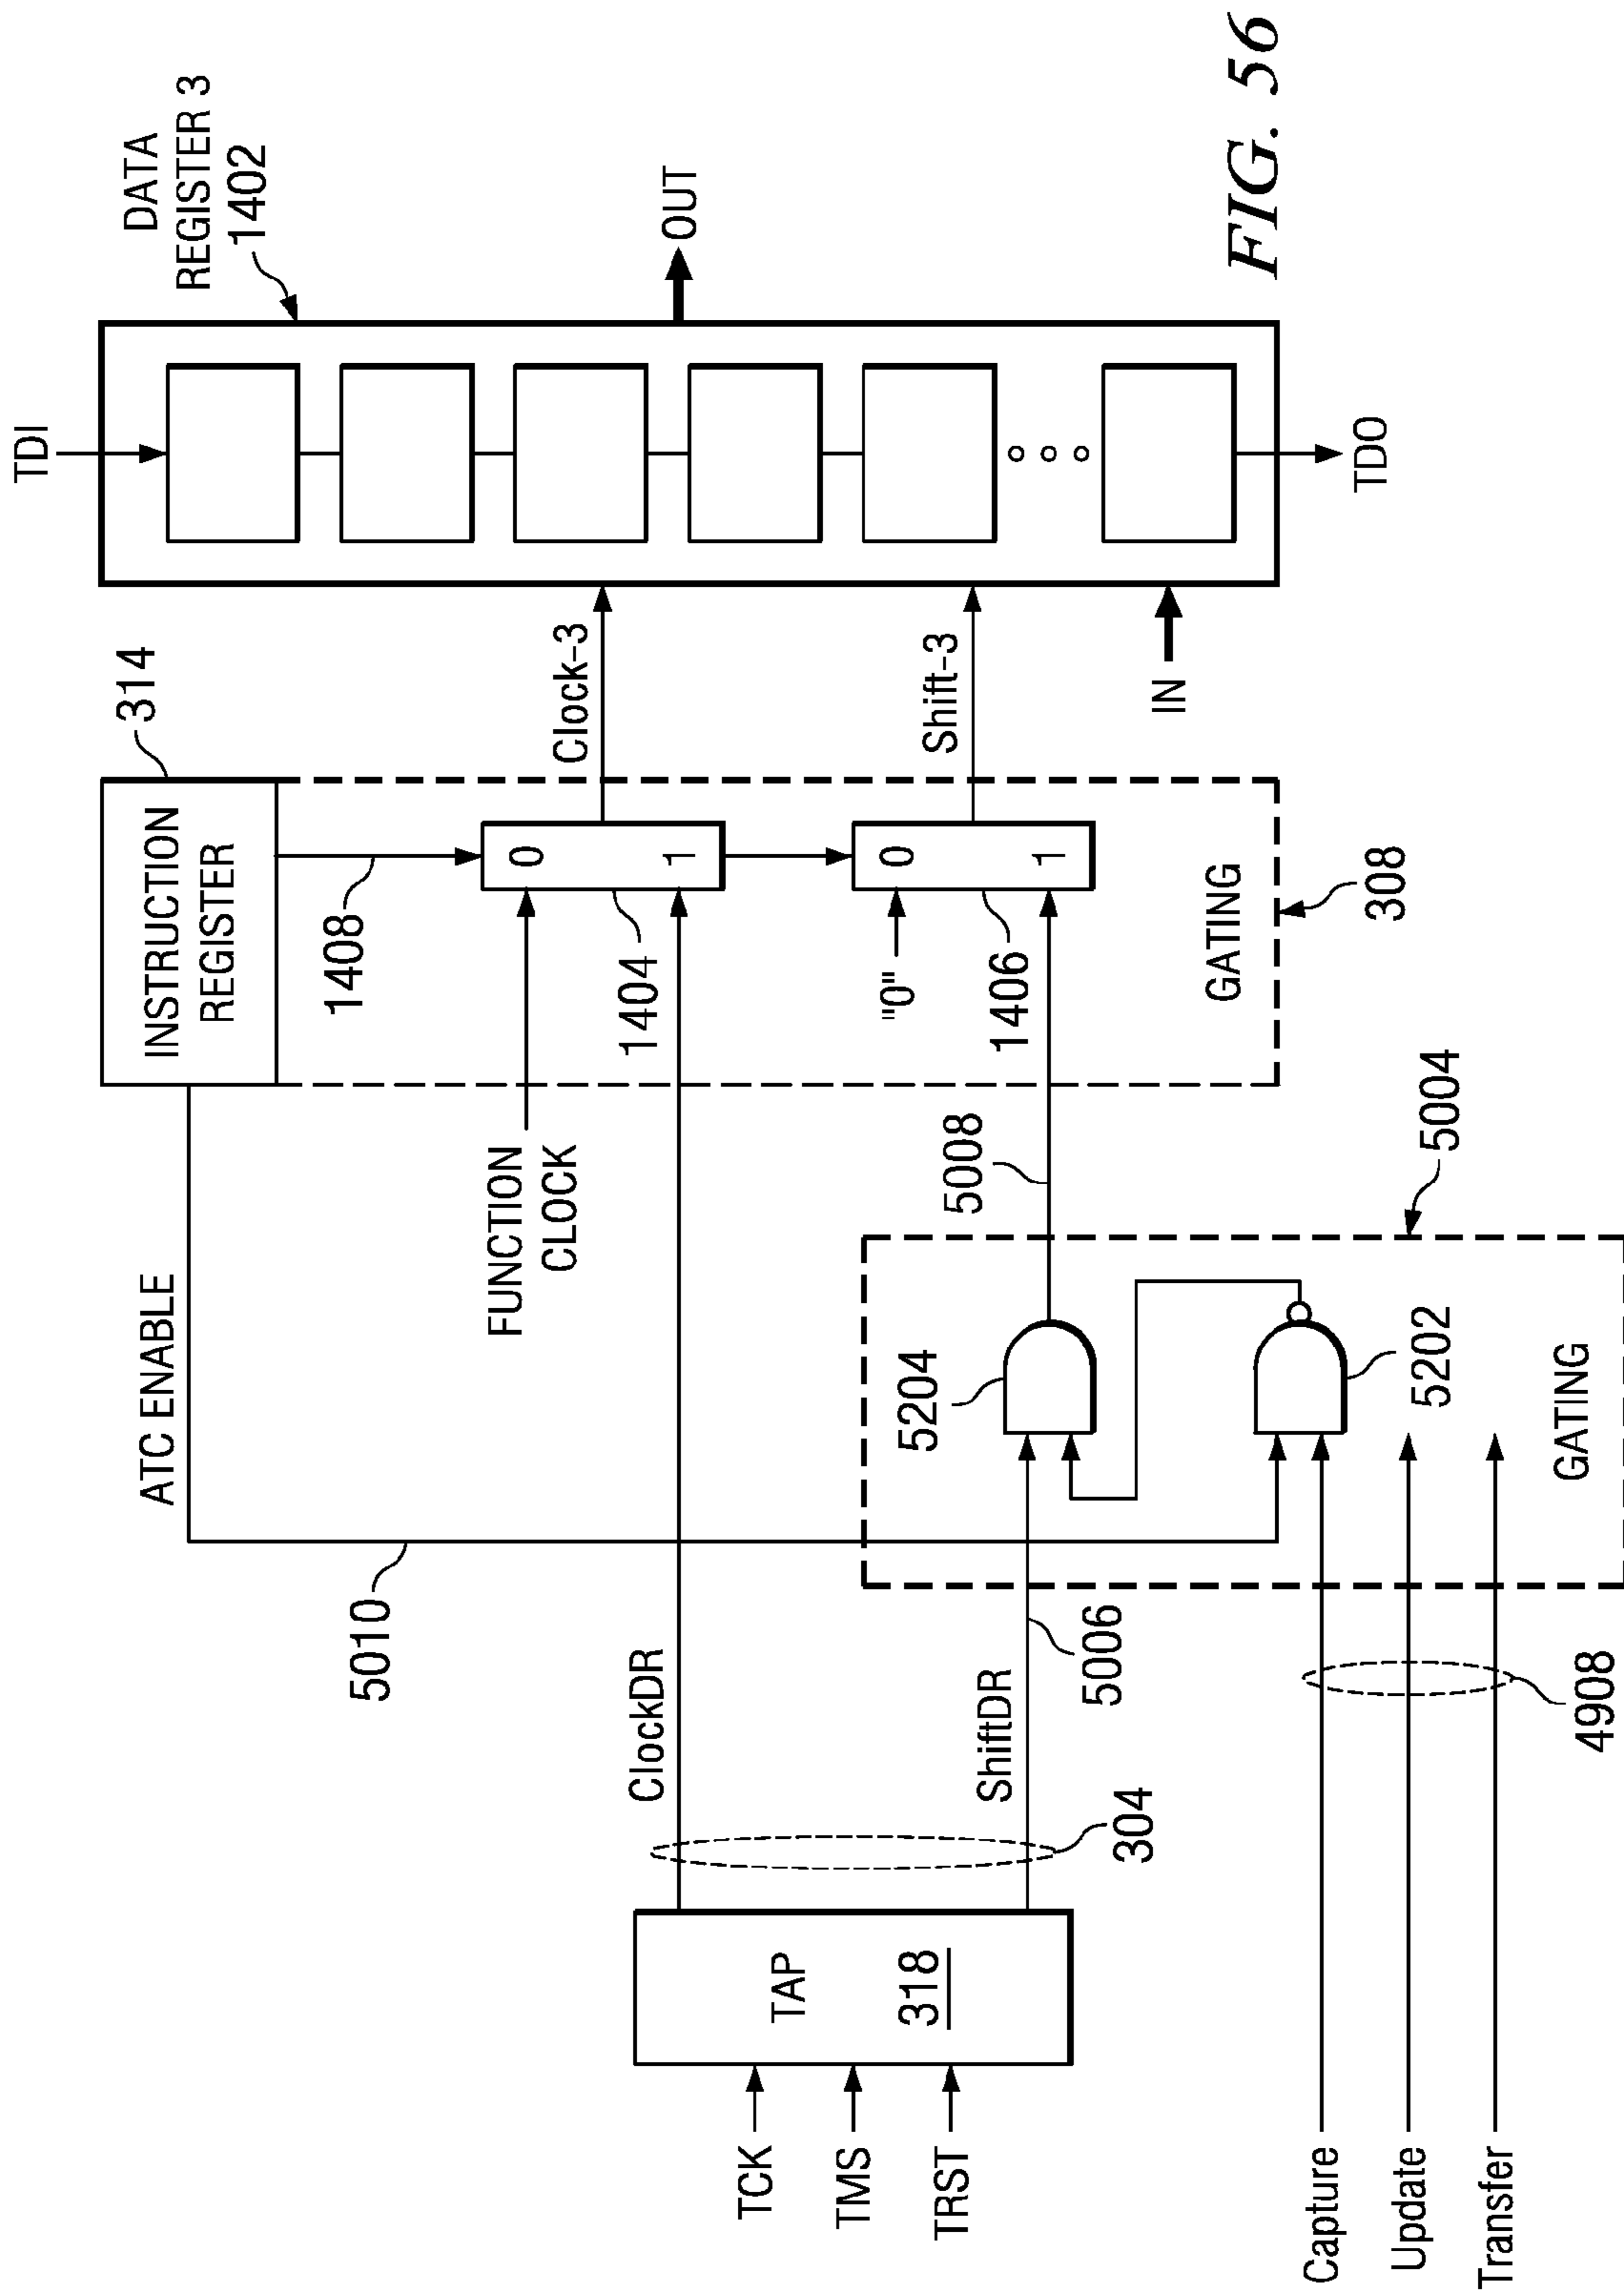 TDI
DATA
REGISTER 3
1402
OUT
TDO
IN
314
INSTRUCTION
REGISTER
1408
Clock-3
0
1
1404
Shift-3
"0"
0
1
1406
GATING
308
ATC ENABLE
FUNCTION
CLOCK
5008
5004
5204
5202
GATING
5010
ClockDR
ShiftDR
5006
304
4908
TAP
318
TCK
TMS
TRST
Capture
Update
Transfer
FIG. 56